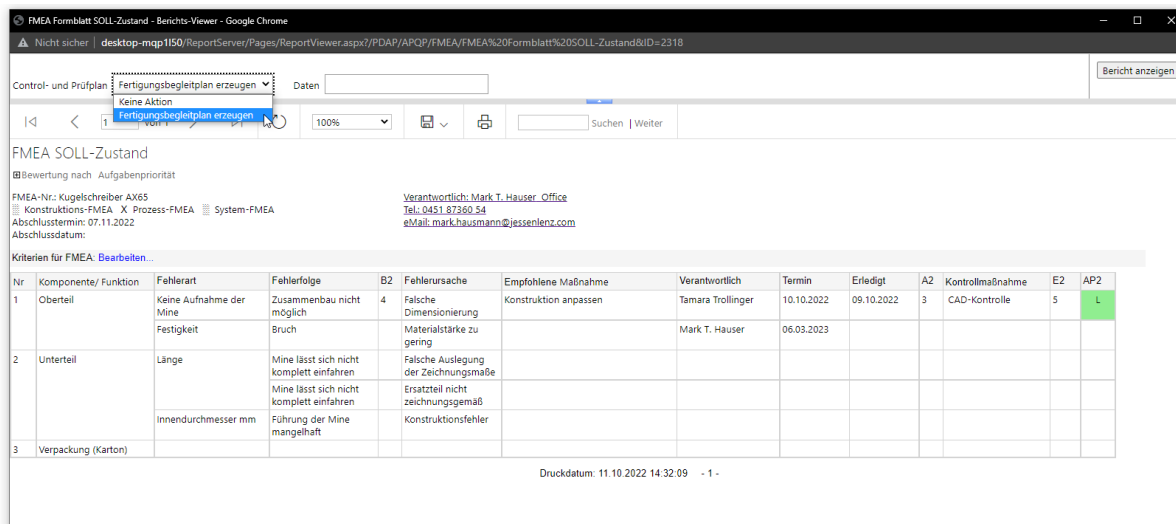 FMEA Formblatt SOLL-Zustand - Berichts-Viewer - Google Chrome
Nicht sicher | desktop-mqp1l50/ReportServer/Pages/ReportViewer.aspx?/PDAP/APQP/FMEA/FMEA%20Formblatt%20SOLL-Zustand&ID=2318
Control- und Prüfplan Fertigungsbegleitplan erzeugen Daten Bericht anzeigen
Keine Aktion
Fertigungsbegleitplan erzeugen
1 von 1 100% Suchen | Weiter
FMEA SOLL-Zustand
Bewertung nach Aufgabenpriorität
FMEA-Nr.: Kugelschreiber AX65 Verantwortlich: Mark T. Hauser Office
Konstruktions-FMEA X Prozess-FMEA System-FMEA Tel.: 0451 87360 54
Abschlusstermin: 07.11.2022 eMail: mark.hausmann@jessenlenz.com
Abschlussdatum:
Kriterien für FMEA: Bearbeiten...
Nr Komponente/ Funktion Fehlerart Fehlerfolge B2 Fehlerursache Empfohlene Maßnahme Verantwortlich Termin Erledigt A2 Kontrollmaßnahme E2 AP2
1 Oberteil Keine Aufnahme der Zusammenbau nicht 4 Falsche Konstruktion anpassen Tamara Trollinger 10.10.2022 09.10.2022 3 CAD-Kontrolle 5 L
Mine möglich Dimensionierung
Festigkeit Bruch Materialstärke zu Mark T. Hauser 06.03.2023
gering
2 Unterteil Länge Mine lässt sich nicht Falsche Auslegung
komplett einfahren der Zeichnungsmaße
Mine lässt sich nicht Ersatzteil nicht
komplett einfahren zeichnungsgemäß
Innendurchmesser mm Führung der Mine Konstruktionsfehler
mangelhaft
3 Verpackung (Karton)
Druckdatum: 11.10.2022 14:32:09 - 1 -